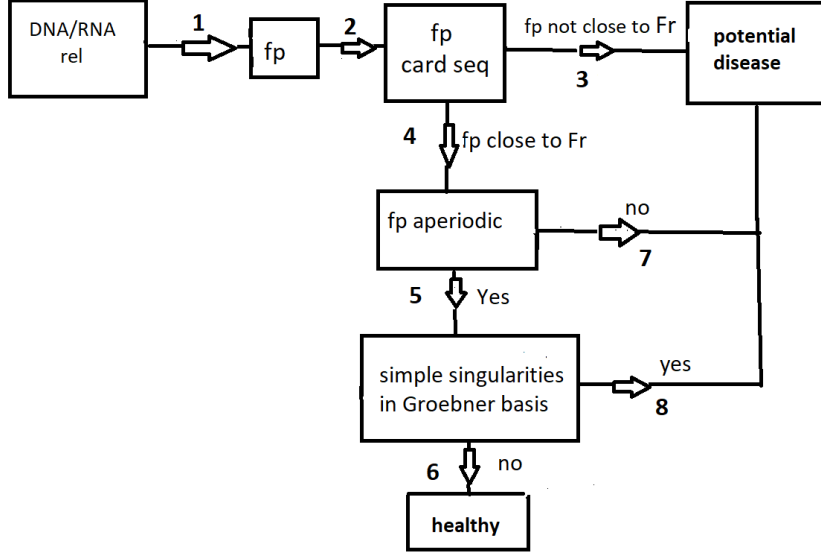 DNA/RNA
rel
1
fp
2
fp
card seq
fp not close to Fr
3
potential
disease
4
fp close to Fr
fp aperiodic
no
7
5
Yes
simple singularities
in Groebner basis
yes
8
6
no
healthy